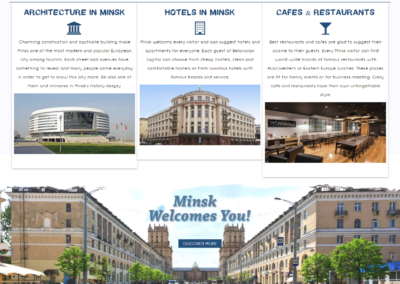 ARCHITECTURE IN MINSK
Charming construction and captivate building make
Minsk one of the most modern and popular European
city among tourists. Each street and avenues have
something to reveal and many people come everyday
in order to get to know this city more. Be also one of
them and immerse in Minsk's history deeply.
HOTELS IN MINSK
Minsk welcome every visitor and can suggest hotels and
apartments for everyone. Each guest of Belarusian
capital can choose from cheap hostels, clean and
comfortable hostels or from luxurious hotels with
famous brands and service.
CAFES & RESTAURANTS
Best restaurants and cafes are glad to suggest their
cuisine to their guests. Every Minsk visitor can find
world-wide brands of famous restaurants with
local,western or Eastern Europe cuisines. These places
are fit for family events or for business meeting. Every
cafe and restaurants have their own unforgettable
style.
Minsk
Welcomes You!
DISCOVER MORE